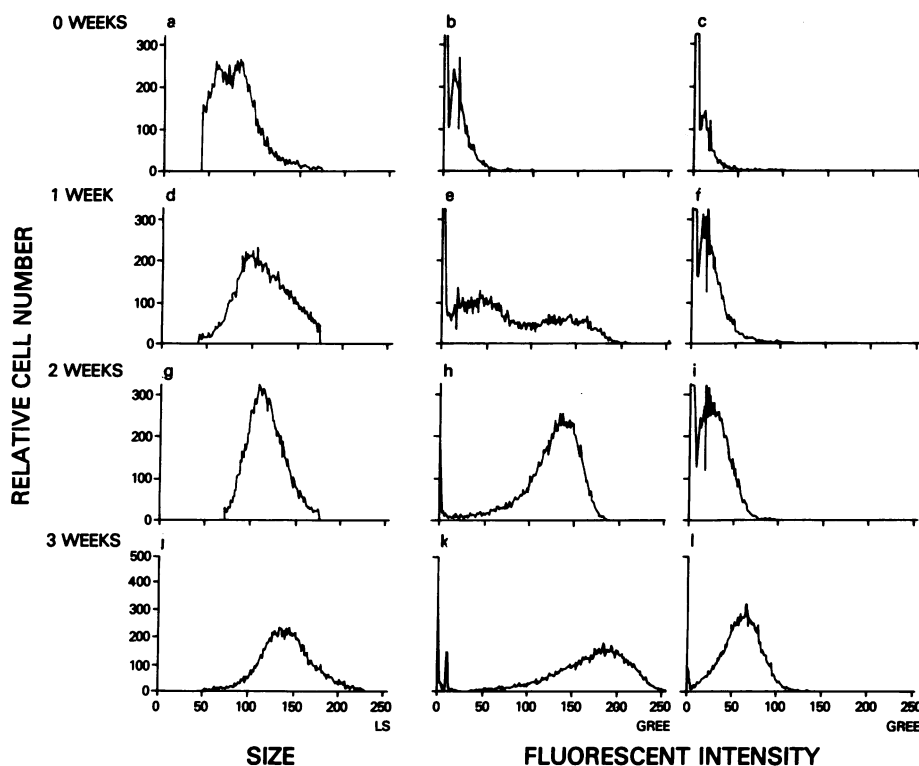 0 WEEKS a b c
300
200
100
0
1 WEEK d e f
300
200
100
0
2 WEEKS g h i
300
200
100
0
3 WEEKS j k l
500
400
300
200
100
0
0 50 100 150 200 250 0 50 100 150 200 250 0 50 100 150 200 250
LS GREE GREE
SIZE FLUORESCENT INTENSITY
RELATIVE CELL NUMBER